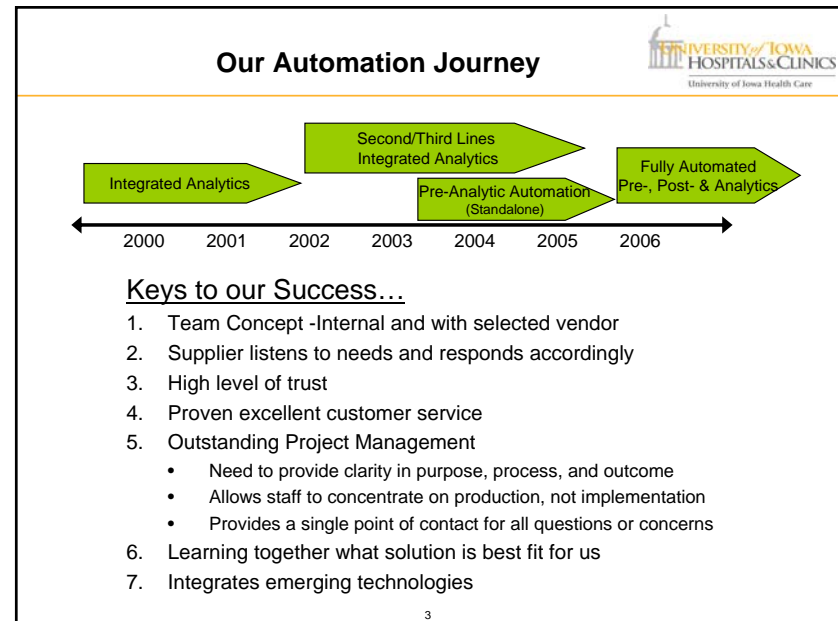 Our Automation Journey
UNIVERSITY of IOWA
HOSPITALS & CLINICS
University of Iowa Health Care
Second/Third Lines
Integrated Analytics
Integrated Analytics
Pre-Analytic Automation
(Standalone)
Fully Automated
Pre-, Post- & Analytics
2000 2001 2002 2003 2004 2005 2006
Keys to our Success…
1. Team Concept -Internal and with selected vendor
2. Supplier listens to needs and responds accordingly
3. High level of trust
4. Proven excellent customer service
5. Outstanding Project Management
• Need to provide clarity in purpose, process, and outcome
• Allows staff to concentrate on production, not implementation
• Provides a single point of contact for all questions or concerns
6. Learning together what solution is best fit for us
7. Integrates emerging technologies
3